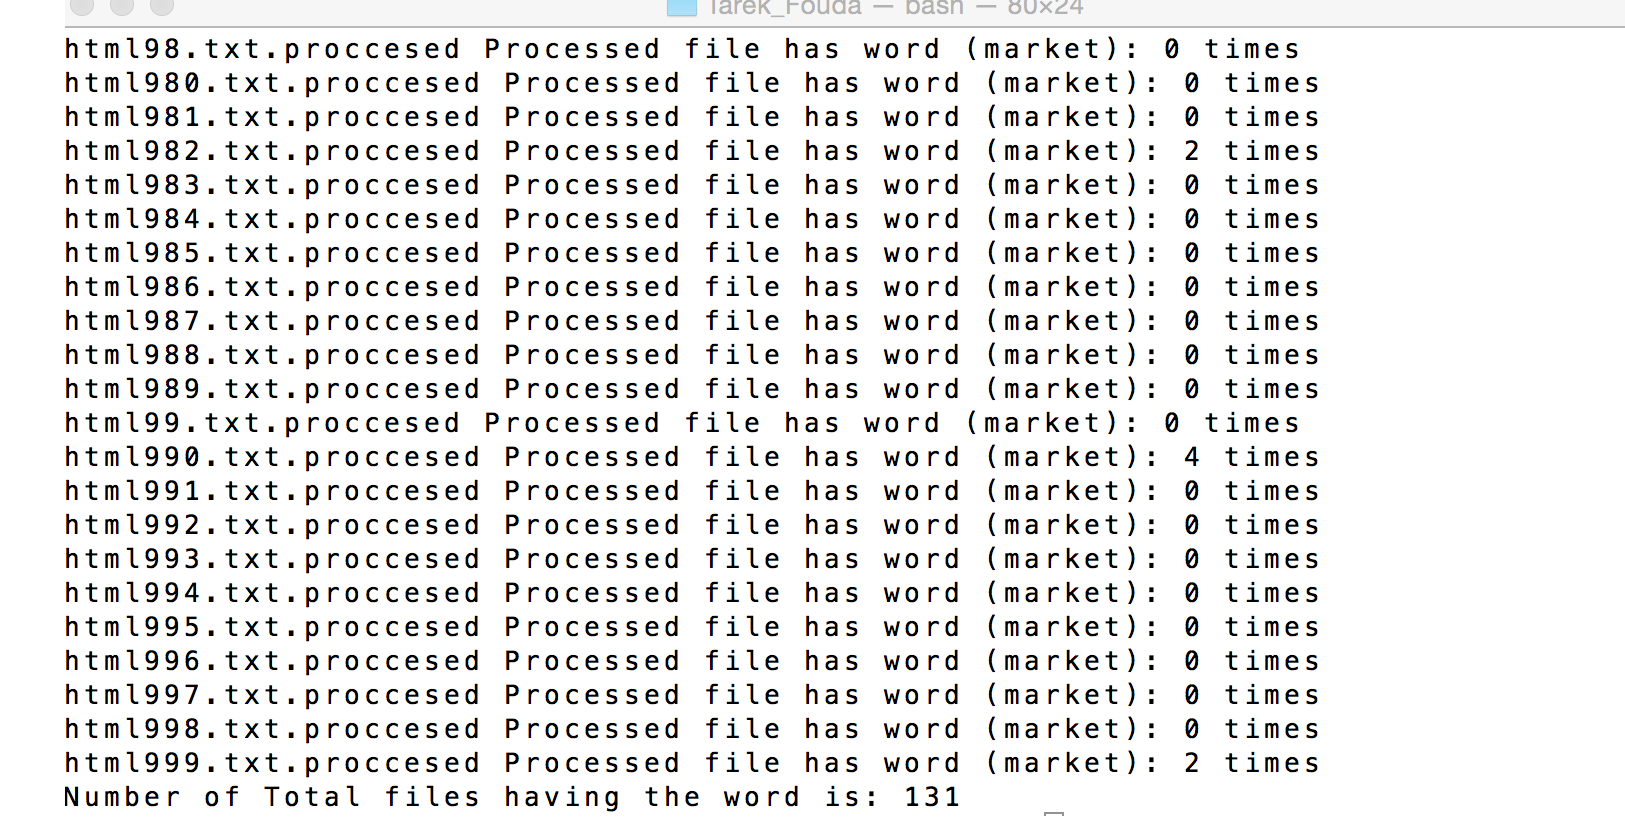 Tarek_Fouda — bash — 80×24
html98.txt.proccesed Processed file has word (market): 0 times
html980.txt.proccesed Processed file has word (market): 0 times
html981.txt.proccesed Processed file has word (market): 0 times
html982.txt.proccesed Processed file has word (market): 2 times
html983.txt.proccesed Processed file has word (market): 0 times
html984.txt.proccesed Processed file has word (market): 0 times
html985.txt.proccesed Processed file has word (market): 0 times
html986.txt.proccesed Processed file has word (market): 0 times
html987.txt.proccesed Processed file has word (market): 0 times
html988.txt.proccesed Processed file has word (market): 0 times
html989.txt.proccesed Processed file has word (market): 0 times
html99.txt.proccesed Processed file has word (market): 0 times
html990.txt.proccesed Processed file has word (market): 4 times
html991.txt.proccesed Processed file has word (market): 0 times
html992.txt.proccesed Processed file has word (market): 0 times
html993.txt.proccesed Processed file has word (market): 0 times
html994.txt.proccesed Processed file has word (market): 0 times
html995.txt.proccesed Processed file has word (market): 0 times
html996.txt.proccesed Processed file has word (market): 0 times
html997.txt.proccesed Processed file has word (market): 0 times
html998.txt.proccesed Processed file has word (market): 0 times
html999.txt.proccesed Processed file has word (market): 2 times
Number of Total files having the word is: 131